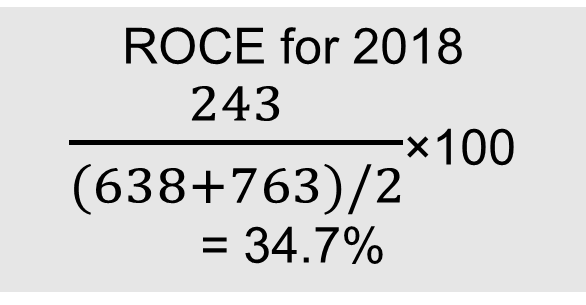 ROCE for 2018
243
(638+763)/2
×100
= 34.7%